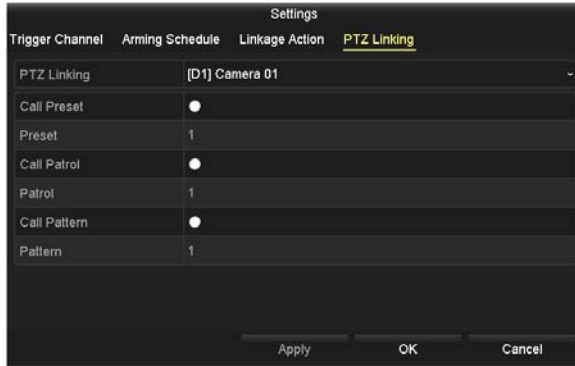 Settings
Trigger Channel Arming Schedule Linkage Action PTZ Linking
PTZ Linking [D1] Camera 01
Call Preset
Preset 1
Call Patrol
Patrol 1
Call Pattern
Pattern 1
Apply OK Cancel